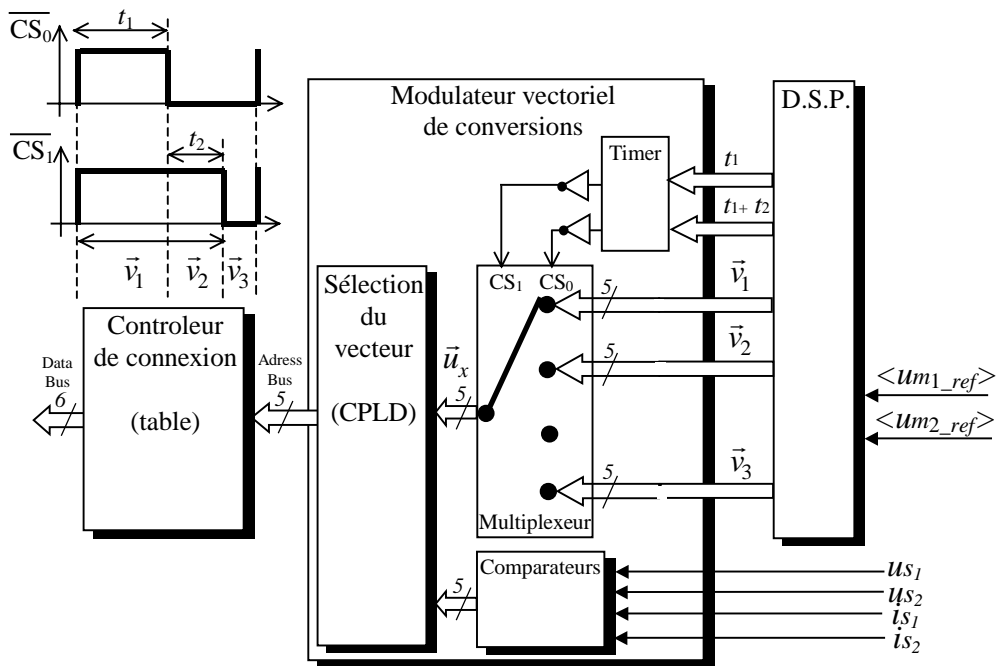 CS0
t1
CS1
t2
v1
v2
v3
Modulateur vectoriel
de conversions
D.S.P.
Timer
t1
t1+ t2
CS1
CS0
v1
5
v2
5
v3
5
Multiplexeur
Sélection
du
vecteur
(CPLD)
ux
5
Controleur
de connexion
(table)
Data
Bus
6
Adress
Bus
5
<um1_ref>
<um2_ref>
Comparateurs
5
us1
us2
is1
is2